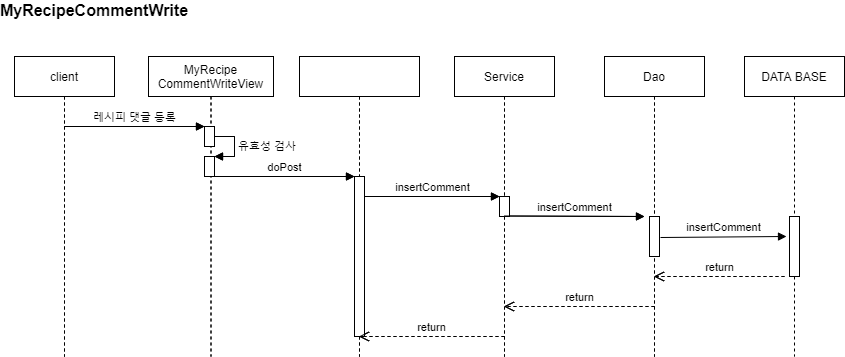 MyRecipeCommentWrite
client
MyRecipe
CommentWriteView
Service
Dao
DATA BASE
레시피 댓글 등록
유효성 검사
doPost
insertComment
insertComment
insertComment
return
return
return